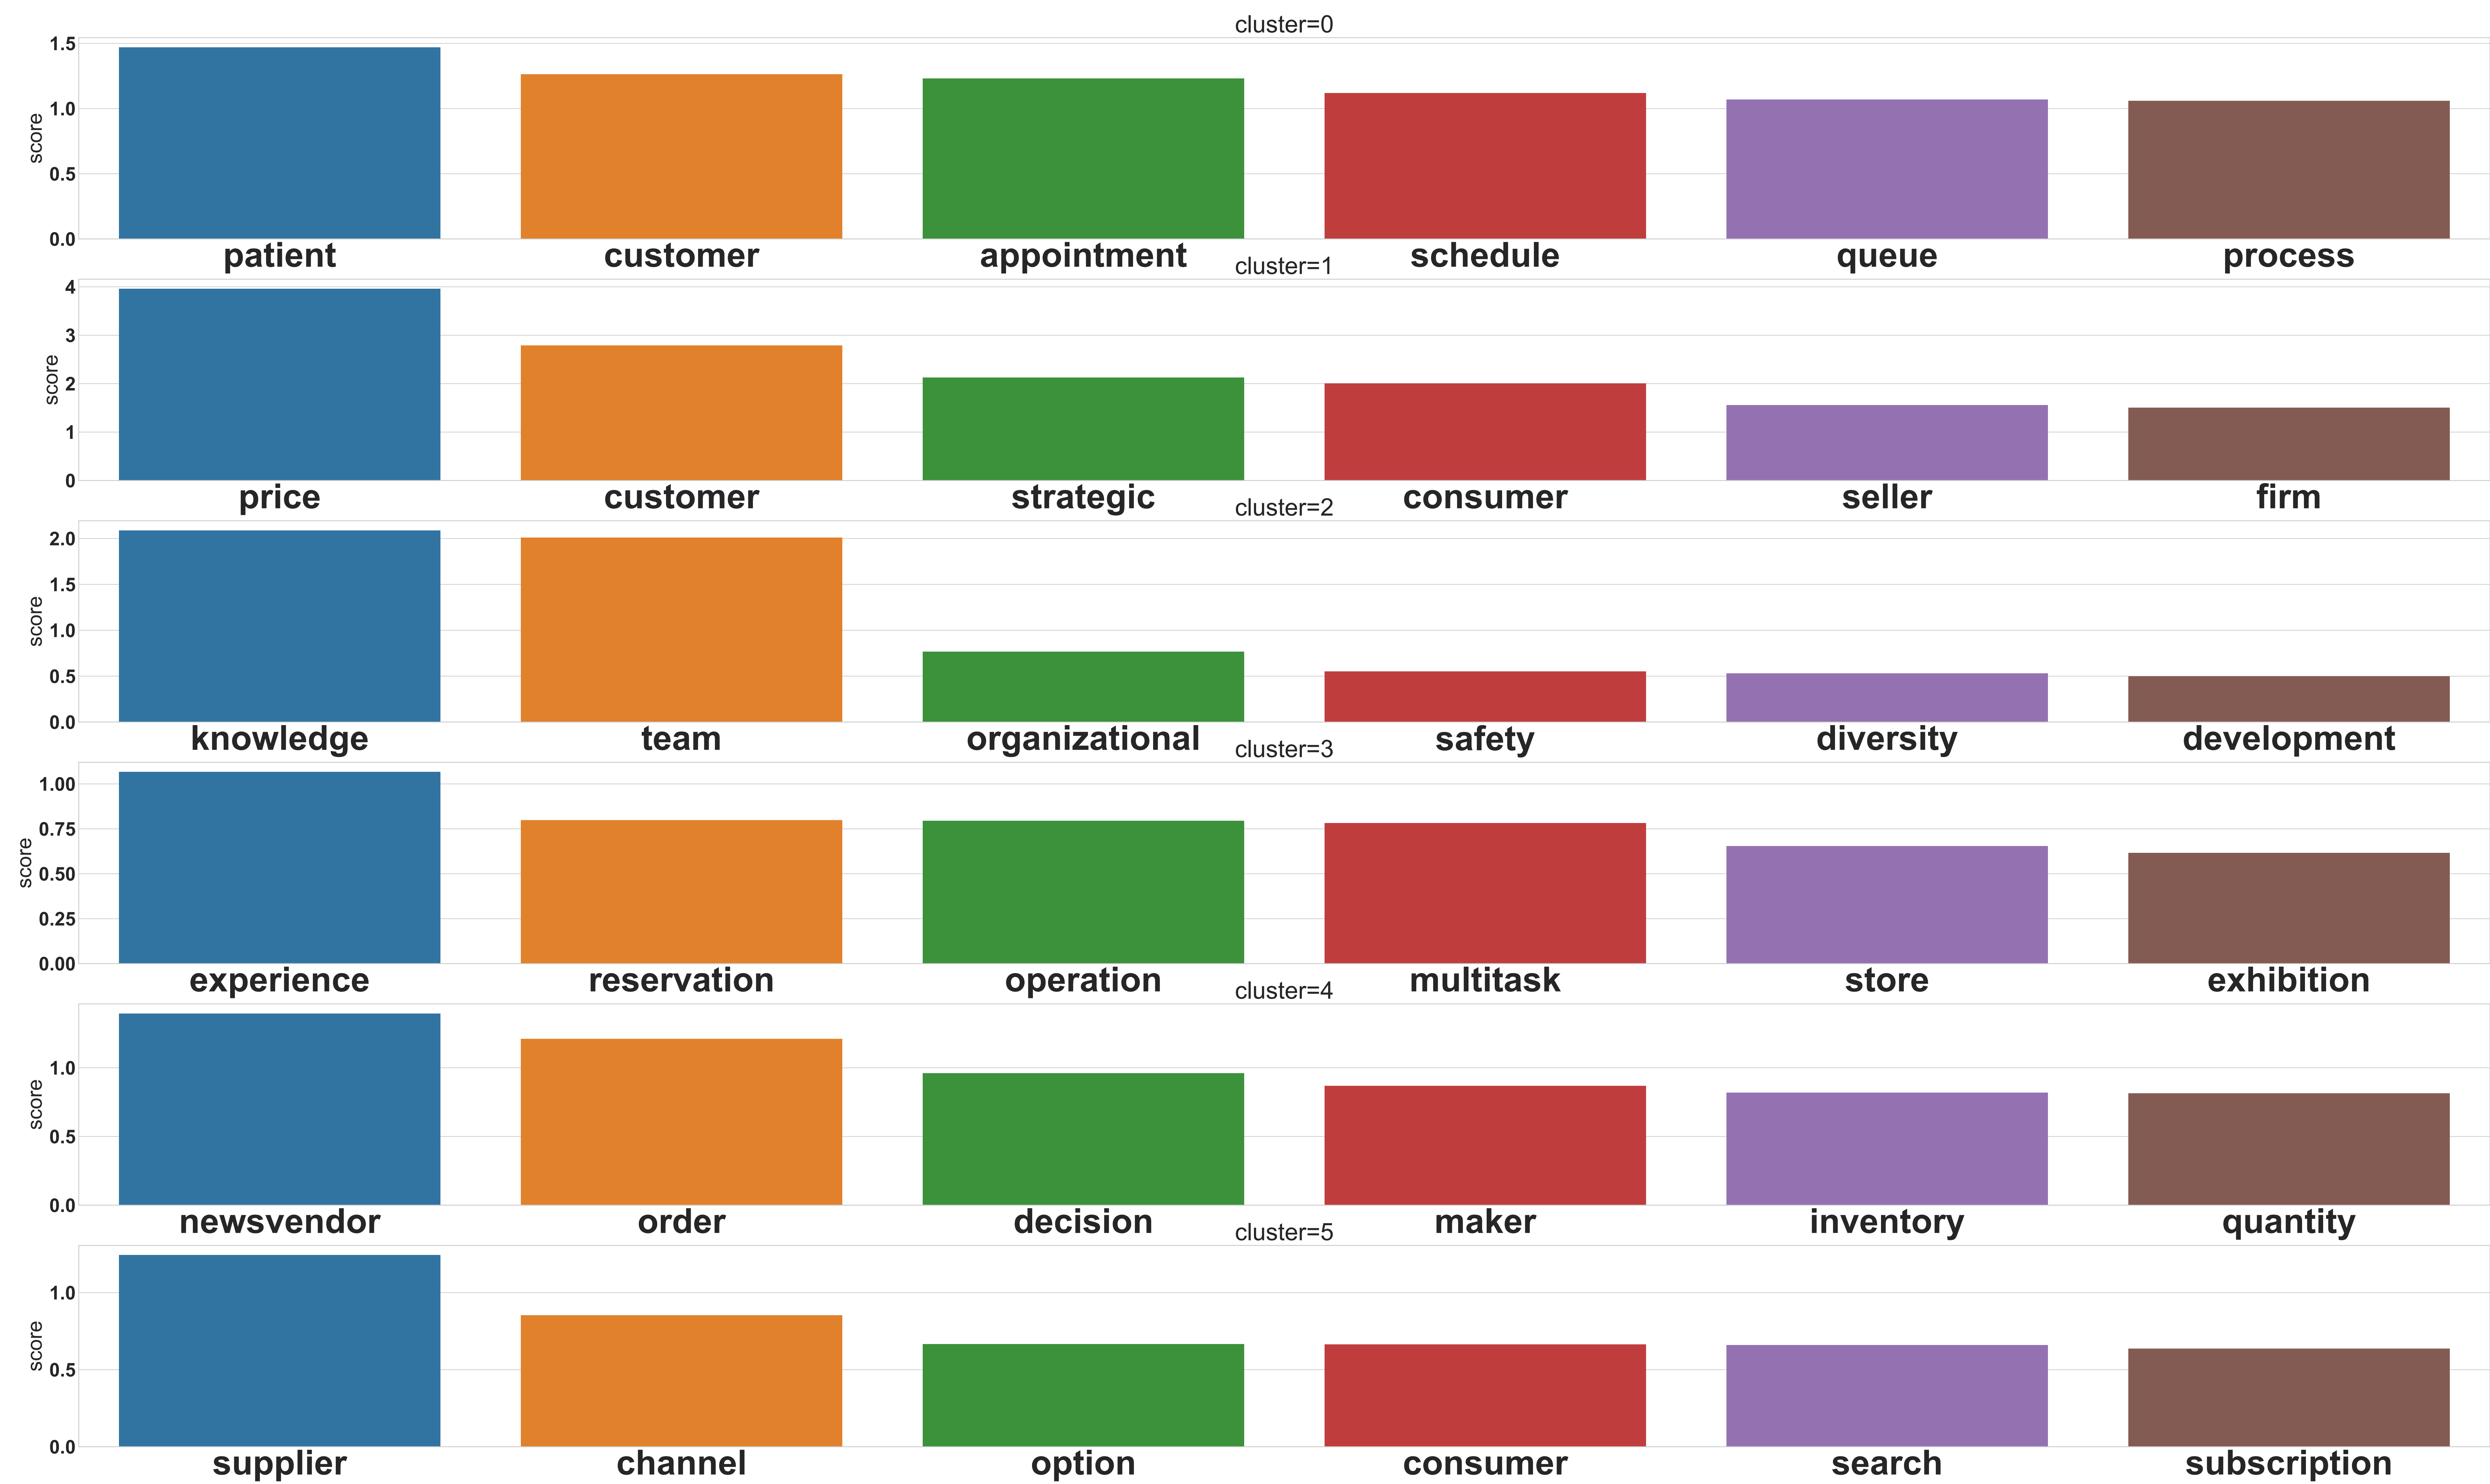 cluster=0
1.5
1.0
0.5
0.0
score
patient customer appointment schedule queue process
cluster=1
4
3
2
1
0
score
price customer strategic consumer seller firm
cluster=2
2.0
1.5
1.0
0.5
0.0
score
knowledge team organizational safety diversity development
cluster=3
1.00
0.75
0.50
0.25
0.00
score
experience reservation operation multitask store exhibition
cluster=4
1.0
0.5
0.0
score
newsvendor order decision maker inventory quantity
cluster=5
1.0
0.5
0.0
score
supplier channel option consumer search subscription